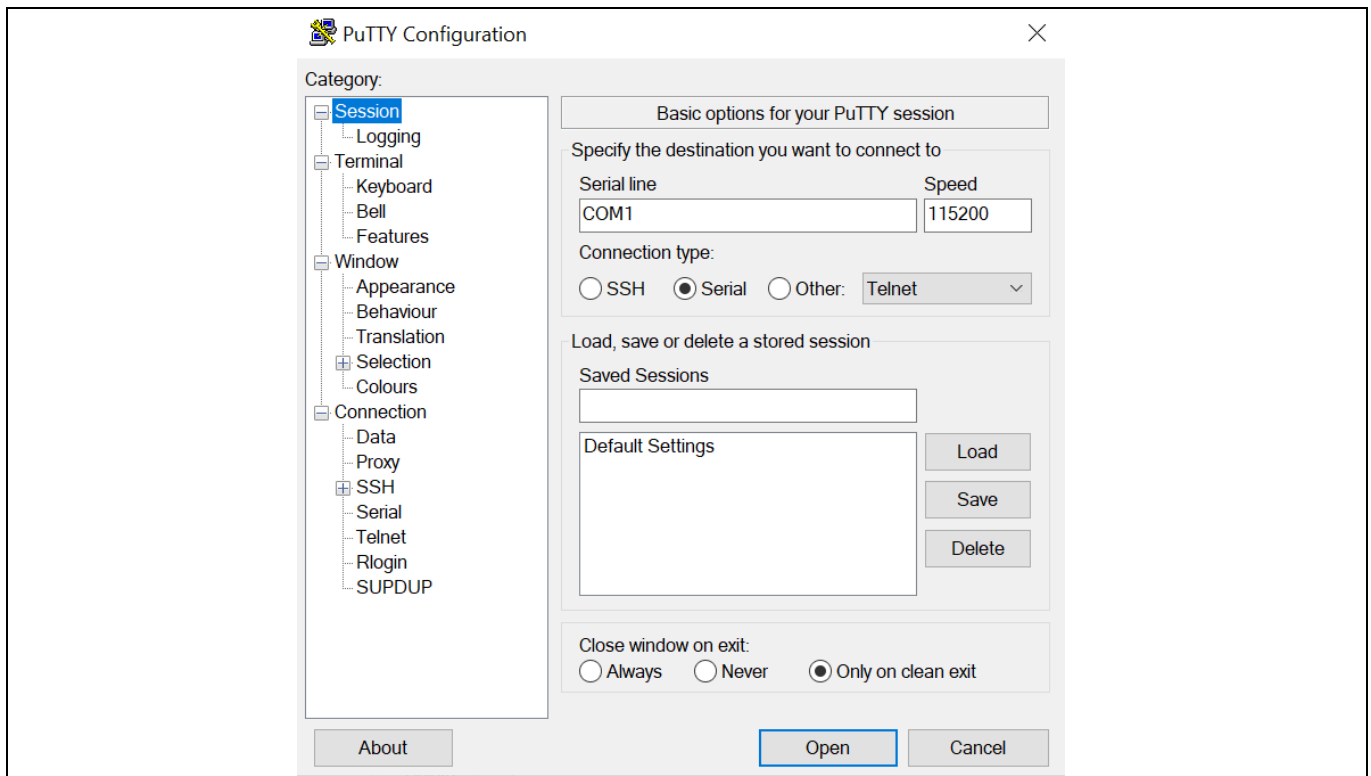 PuTTY Configuration
Category:
Session
Logging
Terminal
Keyboard
Bell
Features
Window
Appearance
Behaviour
Translation
Selection
Colours
Connection
Data
Proxy
SSH
Serial
Telnet
Rlogin
SUPDUP
Basic options for your PuTTY session
Specify the destination you want to connect to
Serial line Speed
COM1 115200
Connection type:
SSH Serial Other: Telnet
Load, save or delete a stored session
Saved Sessions
Default Settings
Load
Save
Delete
Close window on exit:
Always Never Only on clean exit
About Open Cancel